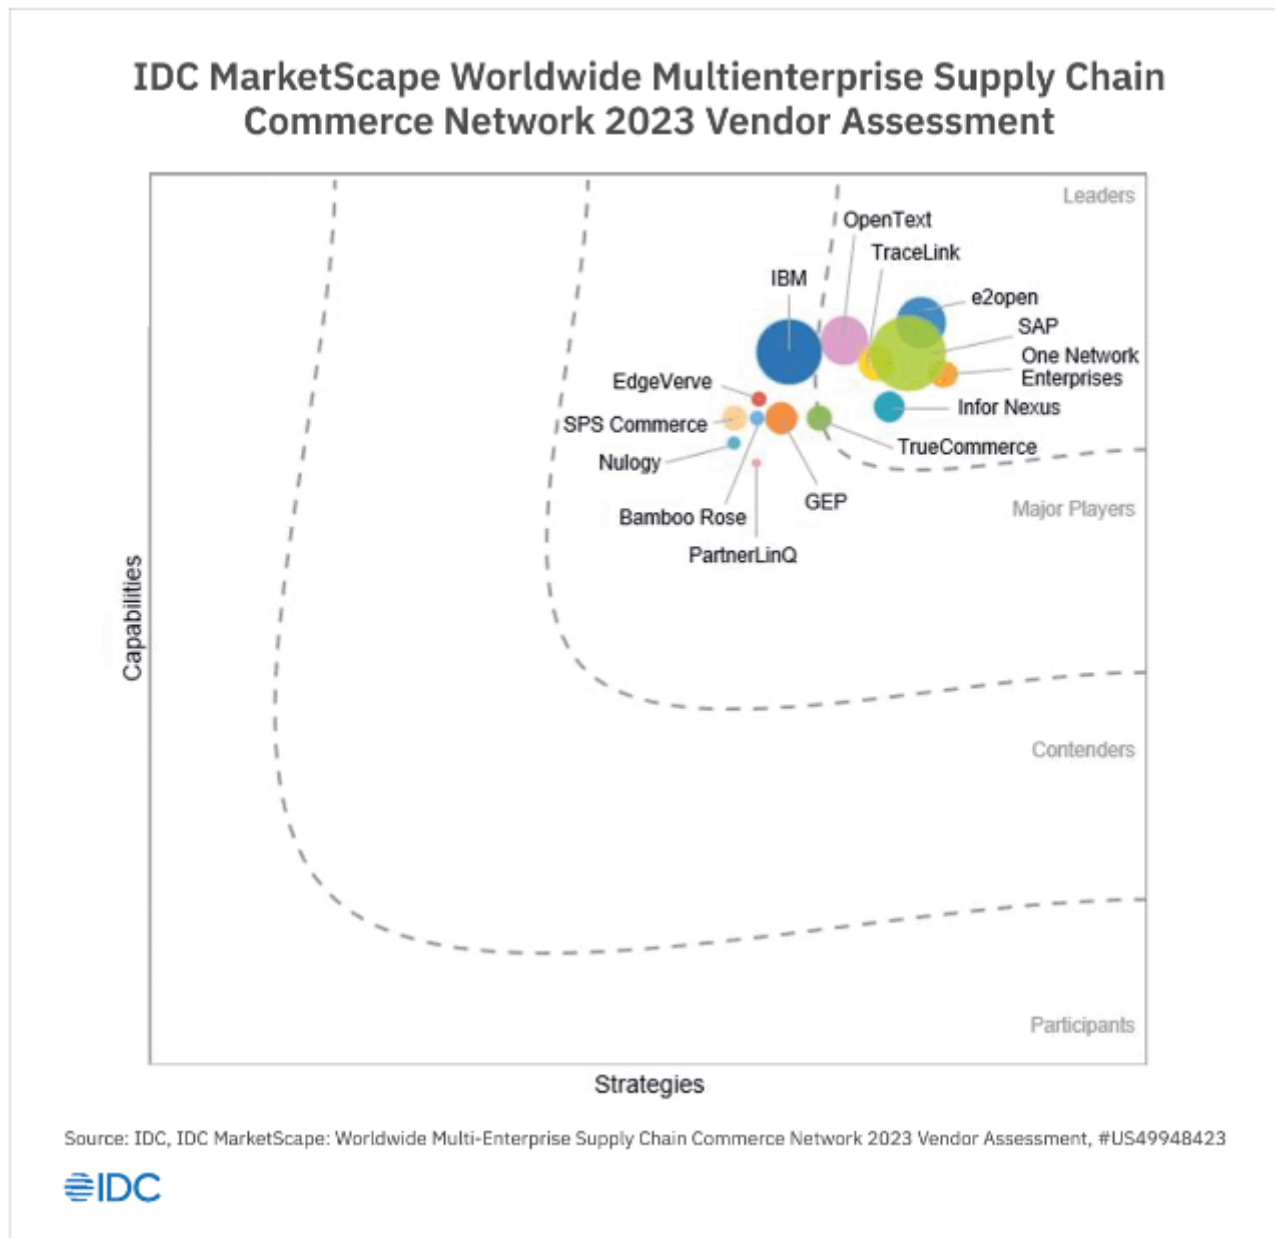 IDC MarketScape Worldwide Multienterprise Supply Chain
Commerce Network 2023 Vendor Assessment
Leaders
OpenText
TraceLink
IBM
e2open
SAP
One Network
Enterprises
EdgeVerve
Infor Nexus
SPS Commerce
TrueCommerce
Nulogy
GEP
Major Players
Bamboo Rose
PartnerLinQ
Capabilities
Contenders
Participants
Strategies
Source: IDC, IDC MarketScape: Worldwide Multi-Enterprise Supply Chain Commerce Network 2023 Vendor Assessment, #US49948423
IDC